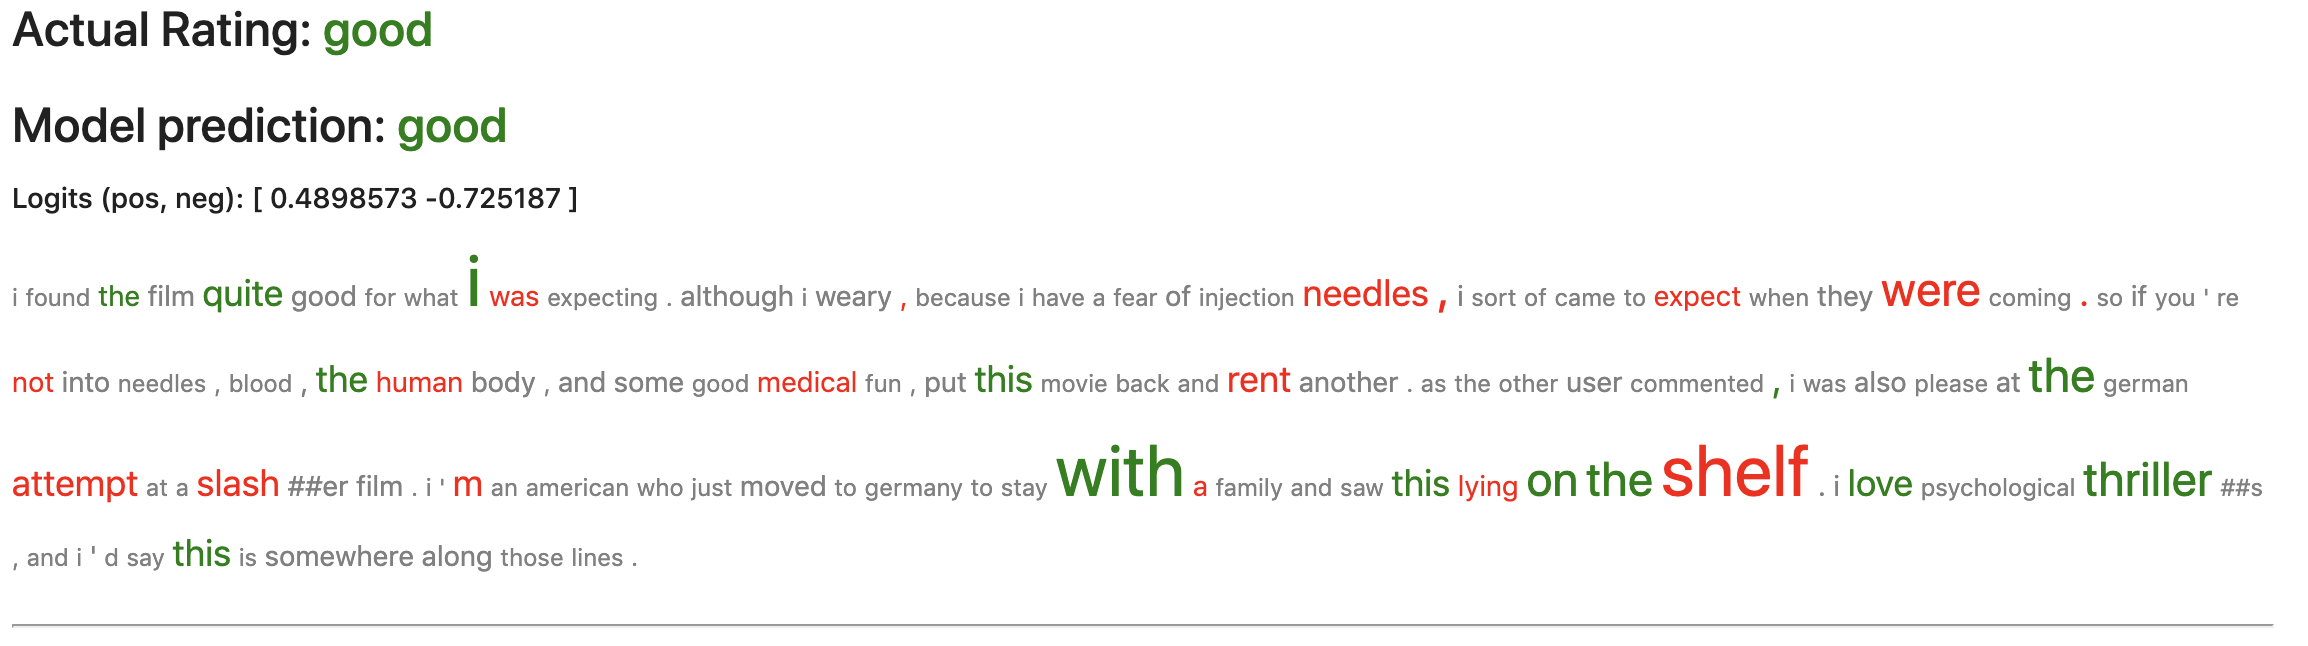 Actual Rating: good
Model prediction: good
Logits (pos, neg): [ 0.4898573 -0.725187 ]
i found the film quite good for what i was expecting . although i weary , because i have a fear of injection needles , i sort of came to expect when they were coming . so if you ' re
not into needles , blood , the human body , and some good medical fun , put this movie back and rent another . as the other user commented , i was also please at the german
attempt at a slash ##er film . i ' m an american who just moved to germany to stay with a family and saw this lying on the shelf . i love psychological thriller ##s
, and i ' d say this is somewhere along those lines .